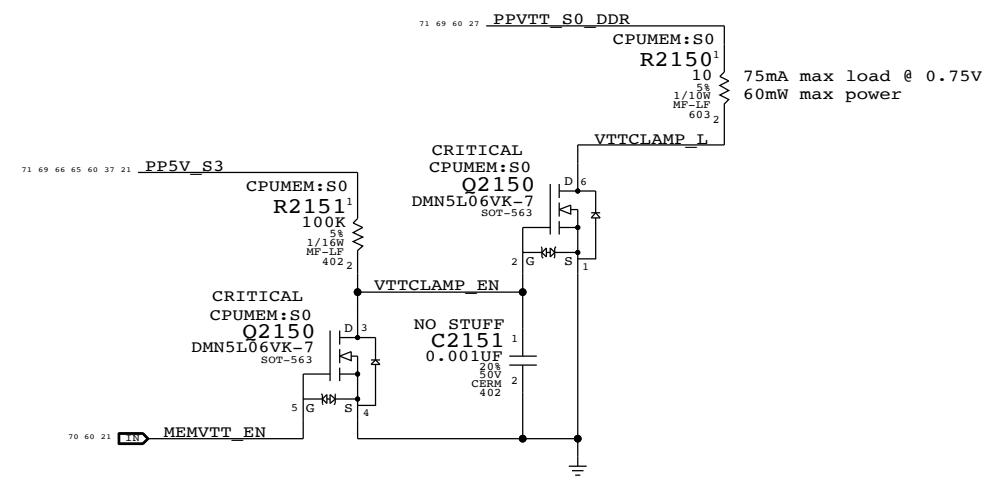 71 69 60 27 PPVTT_S0_DDR
CPUMEM:S0
R2150
1
10
5%
1/10W
MF-LF
603
2
75mA max load @ 0.75V
60mW max power
VTTCLAMP_L
CRITICAL
CPUMEM:S0
Q2150
DMN5L06VK-7
SOT-563
D 6
2 G S 1
71 69 66 65 60 37 21 PP5V_S3
CPUMEM:S0
R2151
1
100K
5%
1/16W
MF-LF
402
2
VTTCLAMP_EN
CRITICAL
CPUMEM:S0
Q2150
DMN5L06VK-7
SOT-563
D 3
5 G S 4
NO STUFF
C2151
1
0.001UF
20%
50V
CERM
402
2
70 60 21 IN MEMVTT_EN